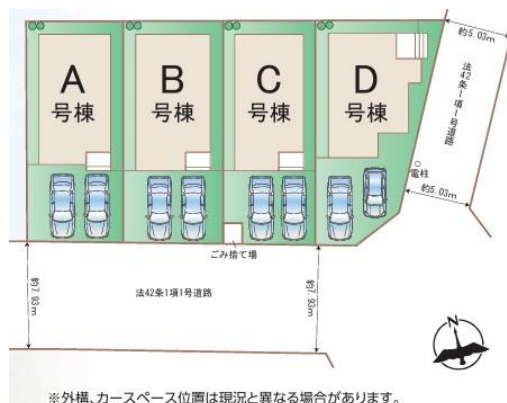 約5.03m
法42条1項1号道路
A
号棟
B
号棟
C
号棟
D
号棟
電柱
約5.03m
ごみ捨て場
約7.93m
法42条1項1号道路
約7.93m
N
※外構、カースペース位置は現況と異なる場合があります。